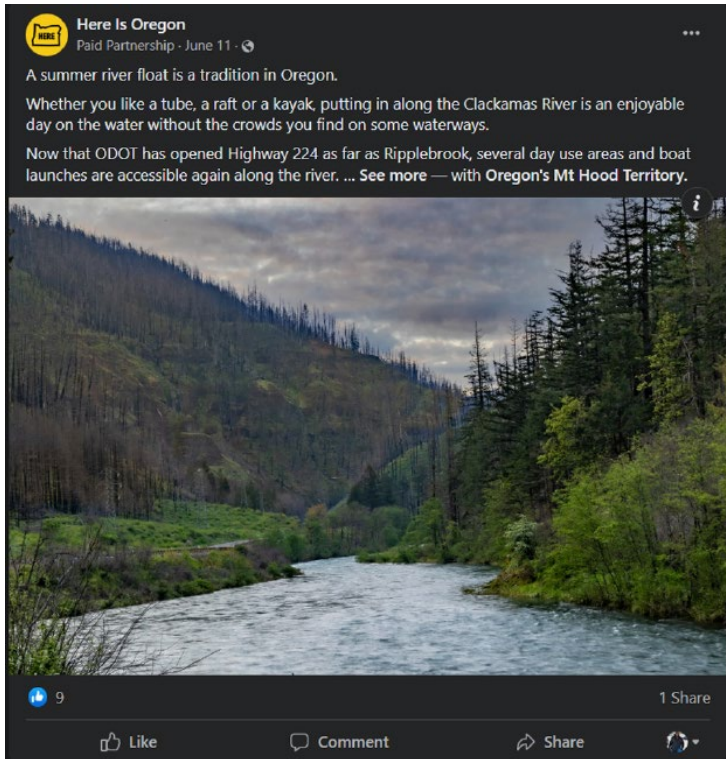 HERE
Here Is Oregon
Paid Partnership · June 11 ·
A summer river float is a tradition in Oregon.
Whether you like a tube, a raft or a kayak, putting in along the Clackamas River is an enjoyable
day on the water without the crowds you find on some waterways.
Now that ODOT has opened Highway 224 as far as Ripplebrook, several day use areas and boat
launches are accessible again along the river. ... See more — with Oregon's Mt Hood Territory.
i
9
1 Share
Like
Comment
Share